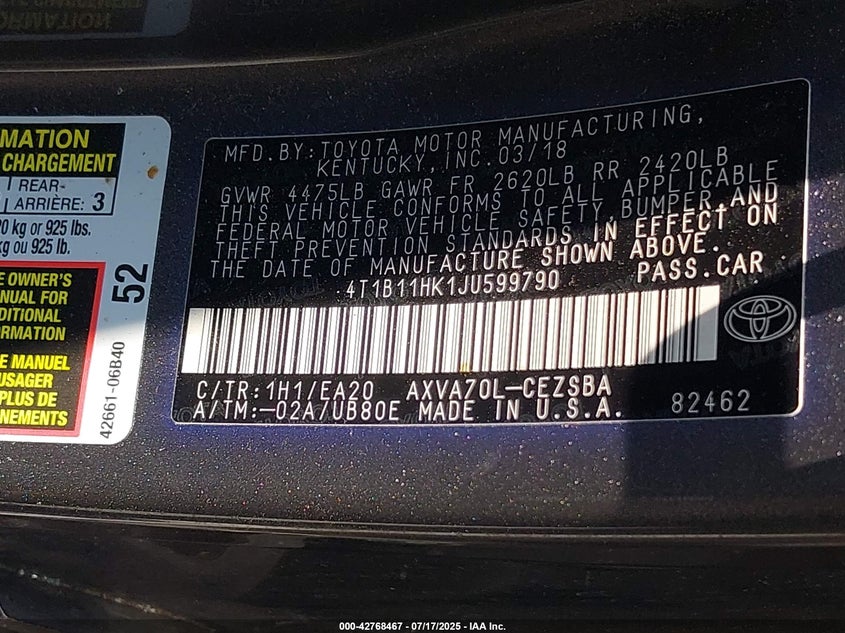 MATION
CHARGEMENT
REAR-
ARRIÈRE: 3
0 kg or 925 lbs.
kg ou 925 lb.
E OWNER'S
ANUAL FOR
DITIONAL
ORMATION
E MANUEL
USAGER
PLUS DE
GNEMENTS
52
42661-06B40
MFD.BY:TOYOTA MOTOR MANUFACTURING,
KENTUCKY,INC.03/18
GVWR 4475LB GAWR FR 2620LB RR 2420LB
THIS VEHICLE CONFORMS TO ALL APPLICABLE
FEDERAL MOTOR VEHICLE SAFETY,BUMPER,AND
THEFT PREVENTION STANDARDS IN EFFECT ON
THE DATE OF MANUFACTURE SHOWN ABOVE.
4T1B11HK1JU599790 PASS.CAR
C/TR:1H1/EA20 AXVA70L-CEZSBA
A/TM:-02A/UB80E MADE IN U.S.A. 82462
000-42768467 - 07/17/2025 - IAA Inc.